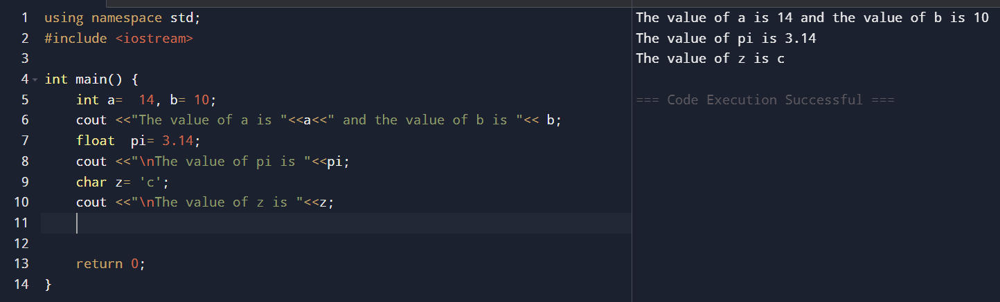 1 using namespace std;
2 #include <iostream>
3
4 int main() {
5     int a=  14, b= 10;
6     cout <<"The value of a is "<<a<<" and the value of b is "<< b;
7     float  pi= 3.14;
8     cout <<"\nThe value of pi is "<<pi;
9     char z= 'c';
10     cout <<"\nThe value of z is "<<z;
11
12
13     return 0;
14 }
The value of a is 14 and the value of b is 10
The value of pi is 3.14
The value of z is c
=== Code Execution Successful ===